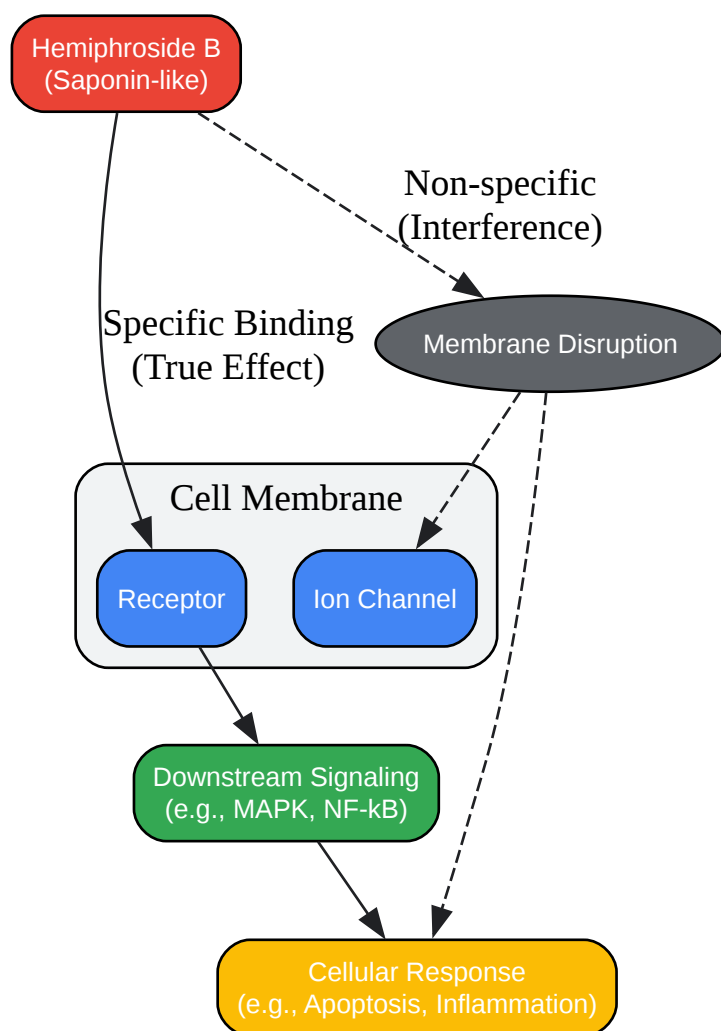 Hemiphroside B
(Saponin-like)
Non-specific
(Interference)
Specific Binding
(True Effect)
Membrane Disruption
Cell Membrane
Receptor
Ion Channel
Downstream Signaling
(e.g., MAPK, NF-kB)
Cellular Response
(e.g., Apoptosis, Inflammation)